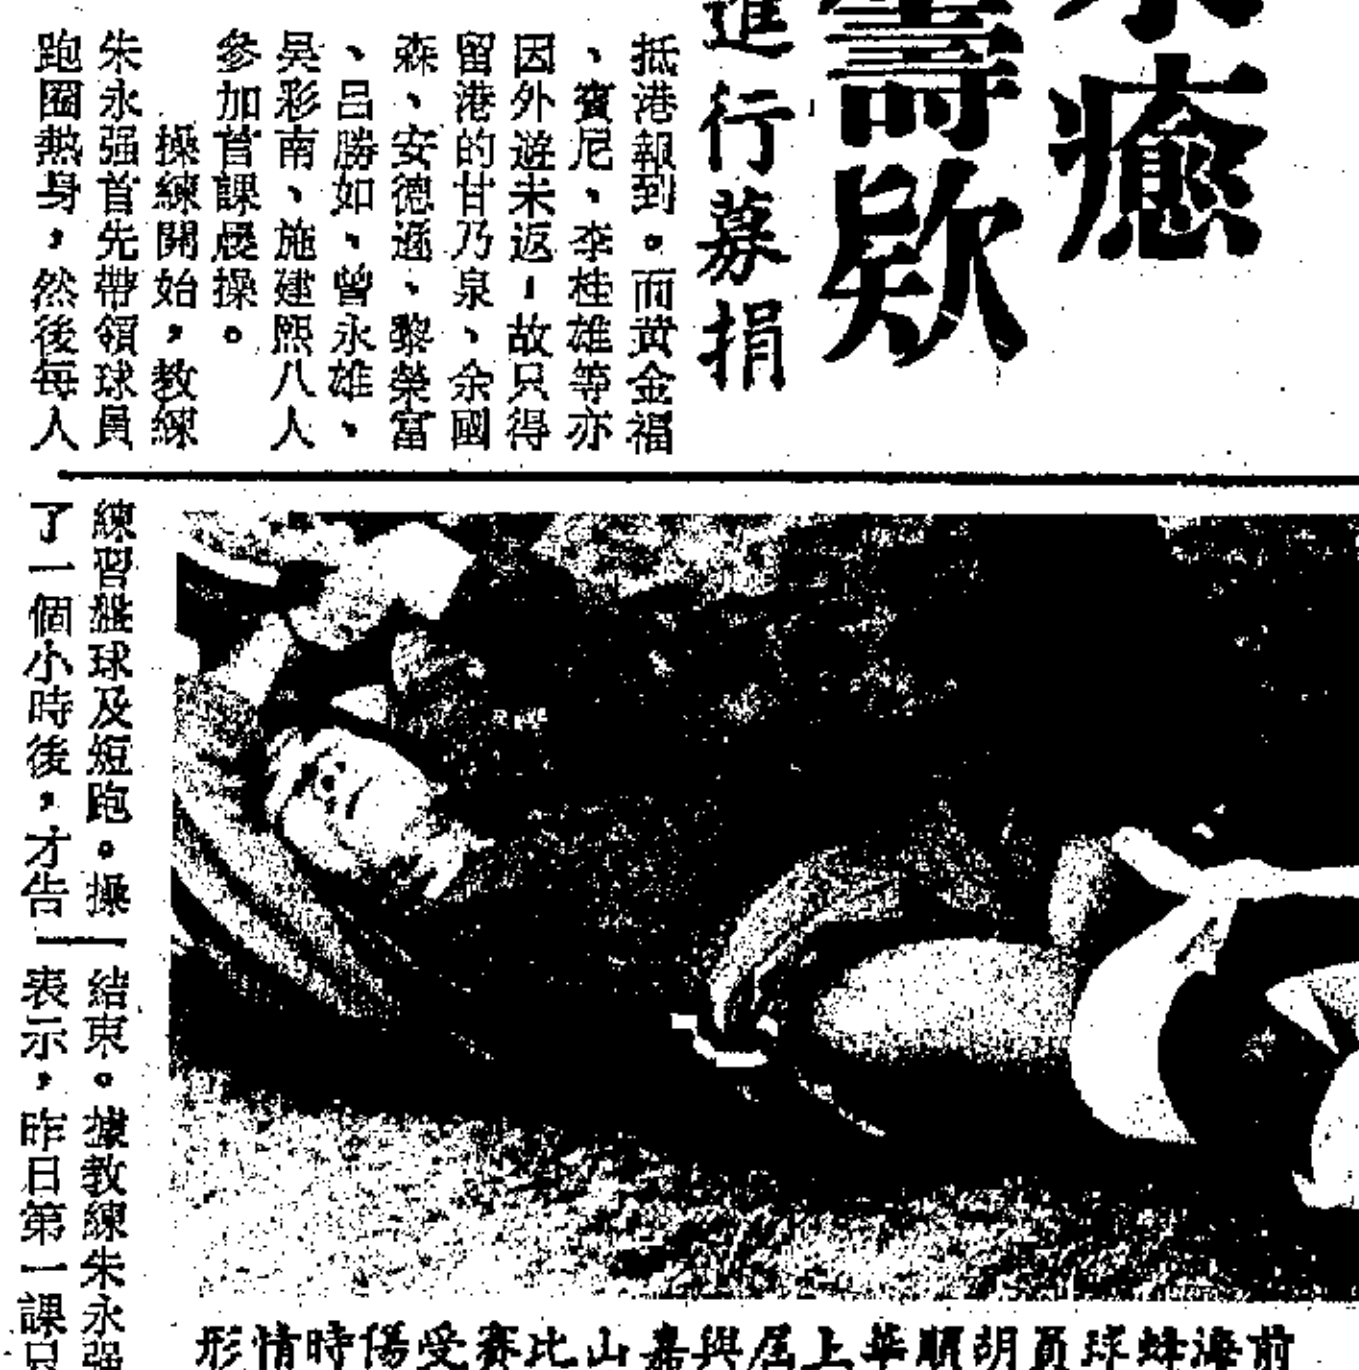 癒
籌欵
進行募捐
抵港報到。而黃金福
、賓尼、李桂雄等亦
因外遊未返，故只得
留港的甘乃泉、余國
森、安德遜、黎榮富
、呂勝如、曾永雄、
吳彩南、施建熙八人
參加首課晨操。
操練開始，教練
朱永强首先帶領球員
跑圈熱身，然後每人
練習盤球及短跑。操
了一個小時後，才告
結束。據教練朱永强
表示，昨日第一課只
前海蜂球員胡順華上屆與嘉山比賽受傷時情形